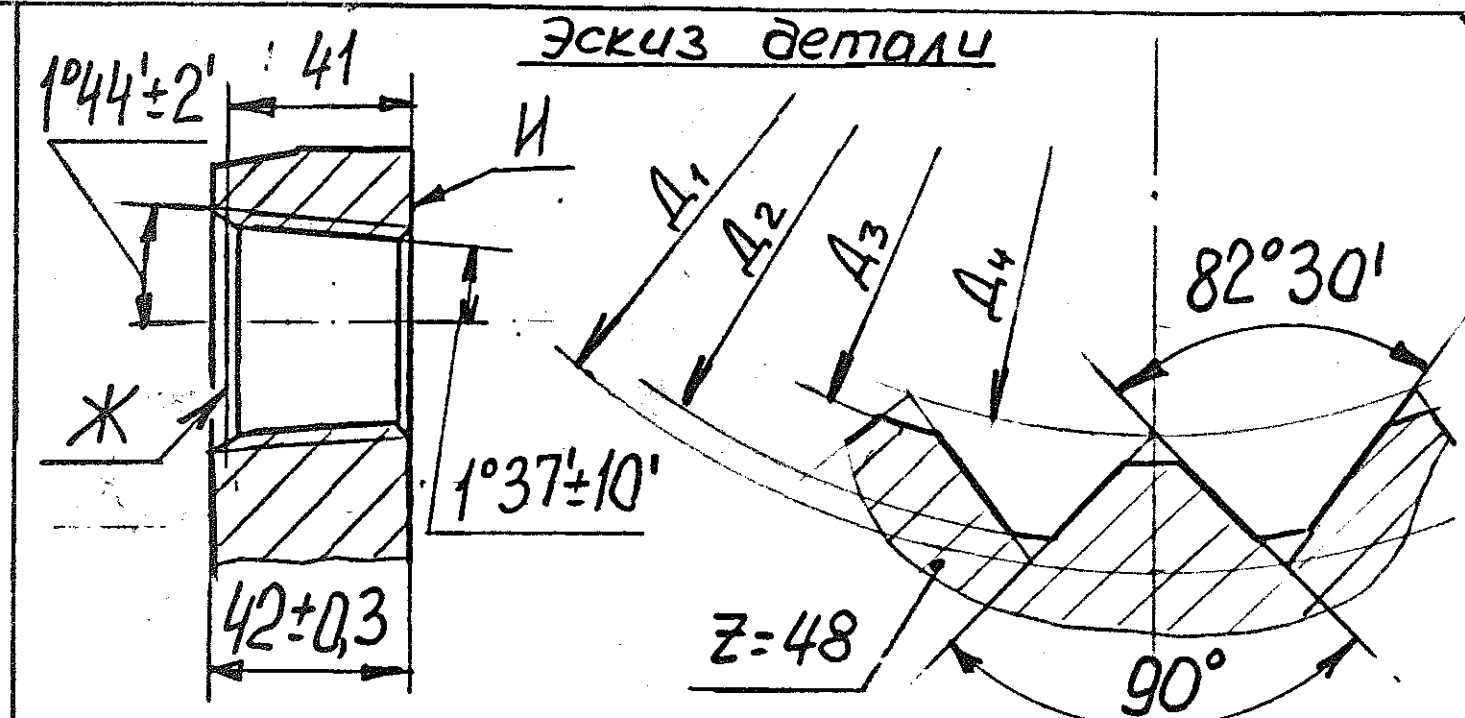 Эскиз детали
1°44'±2'
41
И
Д1
Д2
Д3
Д4
82°30'
Ж
1°37'±10'
42±0,3
Z=48
90°